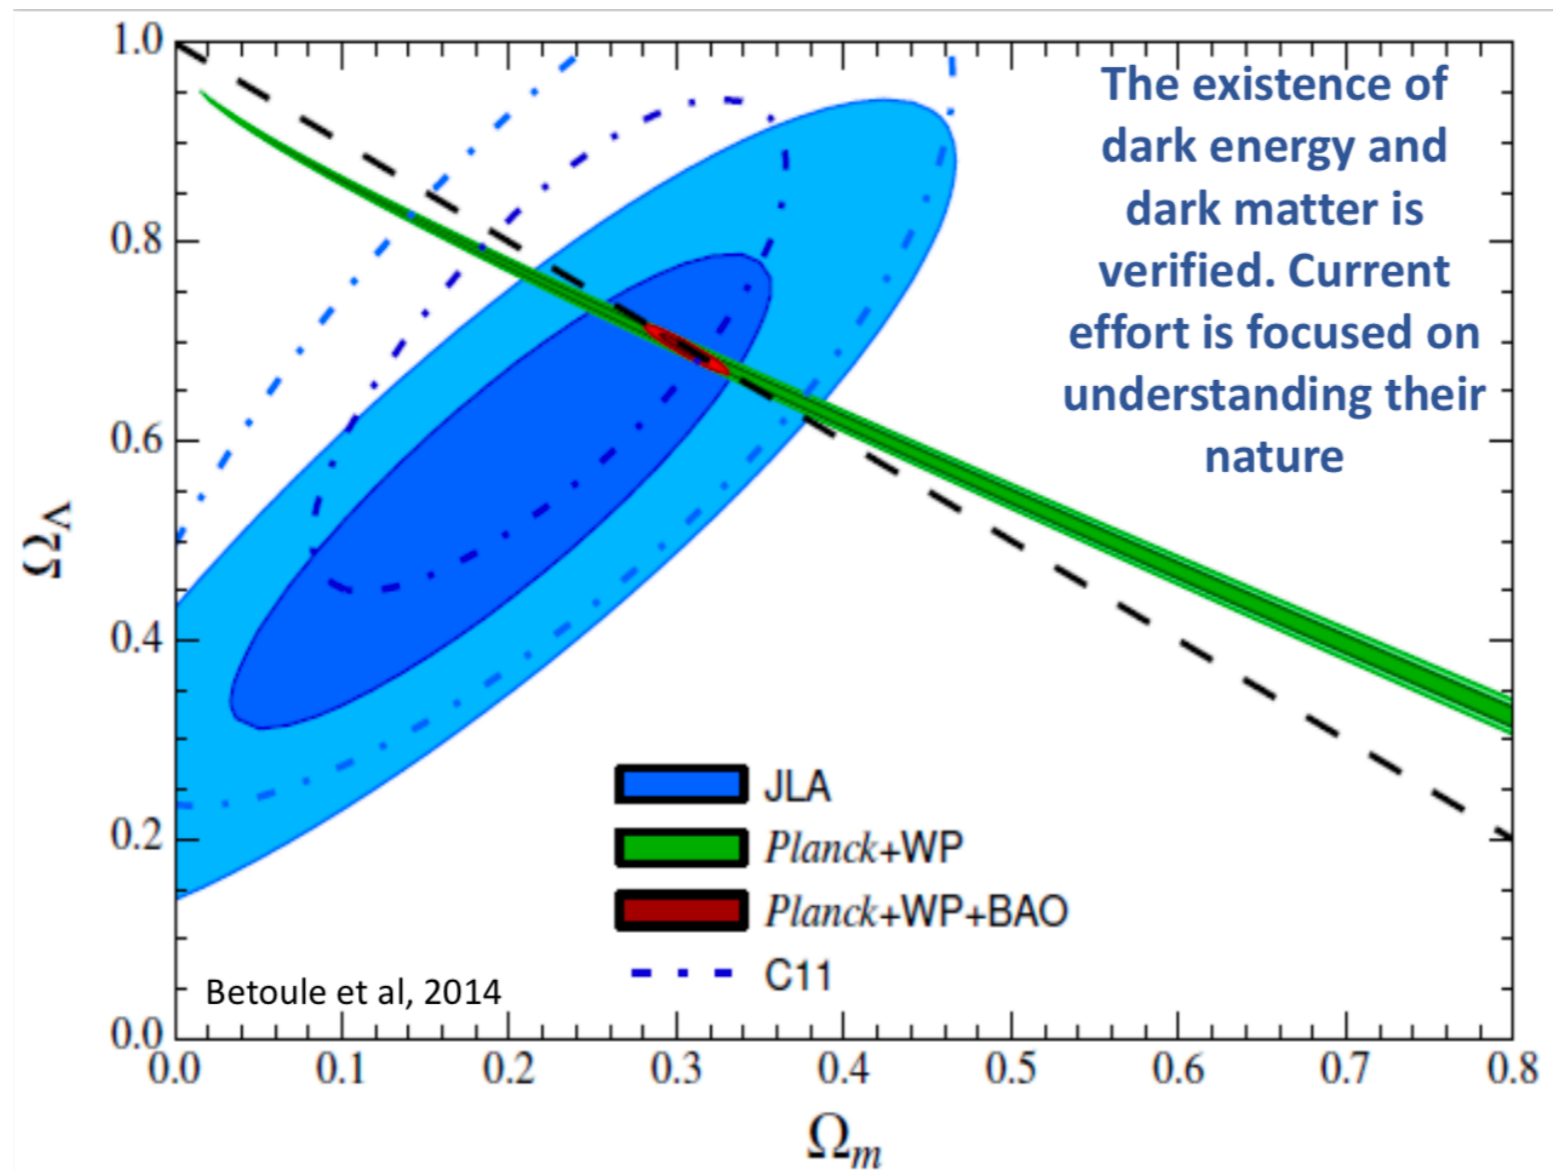 The existence of
dark energy and
dark matter is
verified. Current
effort is focused on
understanding their
nature
1.0
0.8
0.6
0.4
0.2
0.0
Ω_Λ
JLA
Planck+WP
Planck+WP+BAO
C11
Betoule et al, 2014
0.0 0.1 0.2 0.3 0.4 0.5 0.6 0.7 0.8
Ω_m